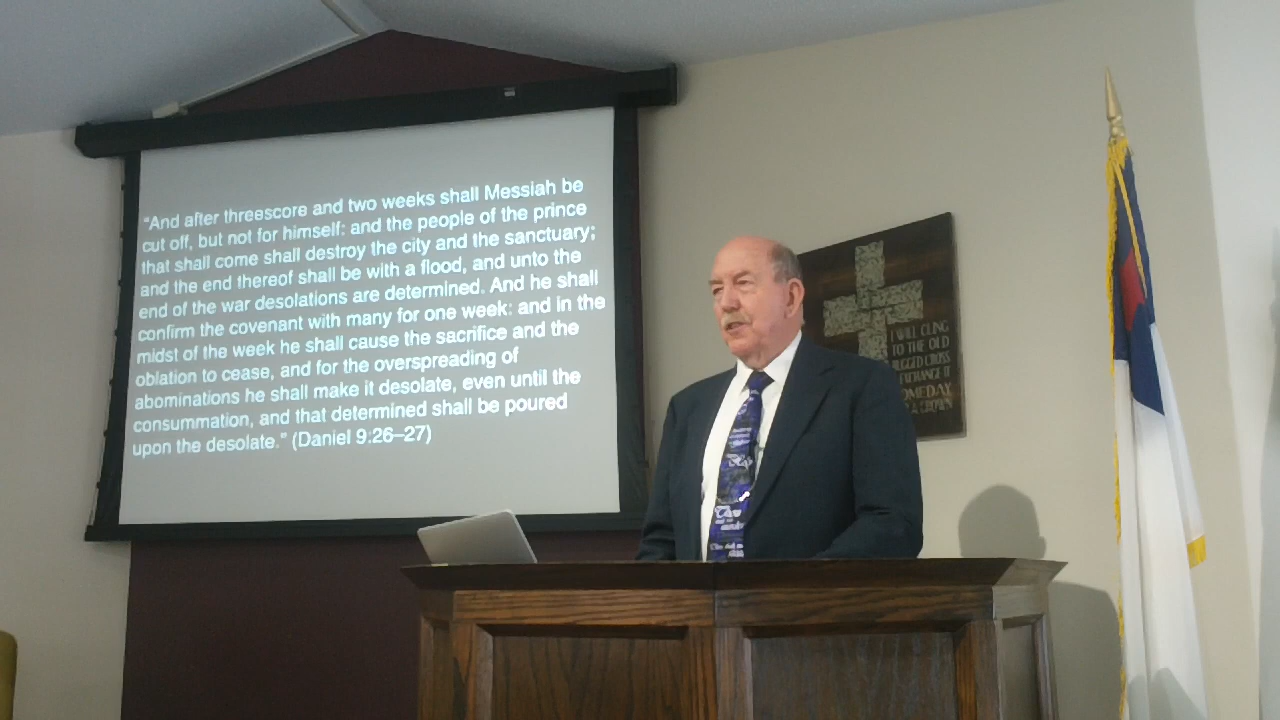 “And after threescore and two weeks shall Messiah be
cut off, but not for himself: and the people of the prince
that shall come shall destroy the city and the sanctuary;
and the end thereof shall be with a flood, and unto the
end of the war desolations are determined. And he shall
confirm the covenant with many for one week: and in the
midst of the week he shall cause the sacrifice and the
oblation to cease, and for the overspreading of
abominations he shall make it desolate, even until the
consummation, and that determined shall be poured
upon the desolate.” (Daniel 9:26–27)
I WILL CLING
TO THE OLD
RUGGED CROSS
EXCHANGE IT
OMEDAY
A CROWN